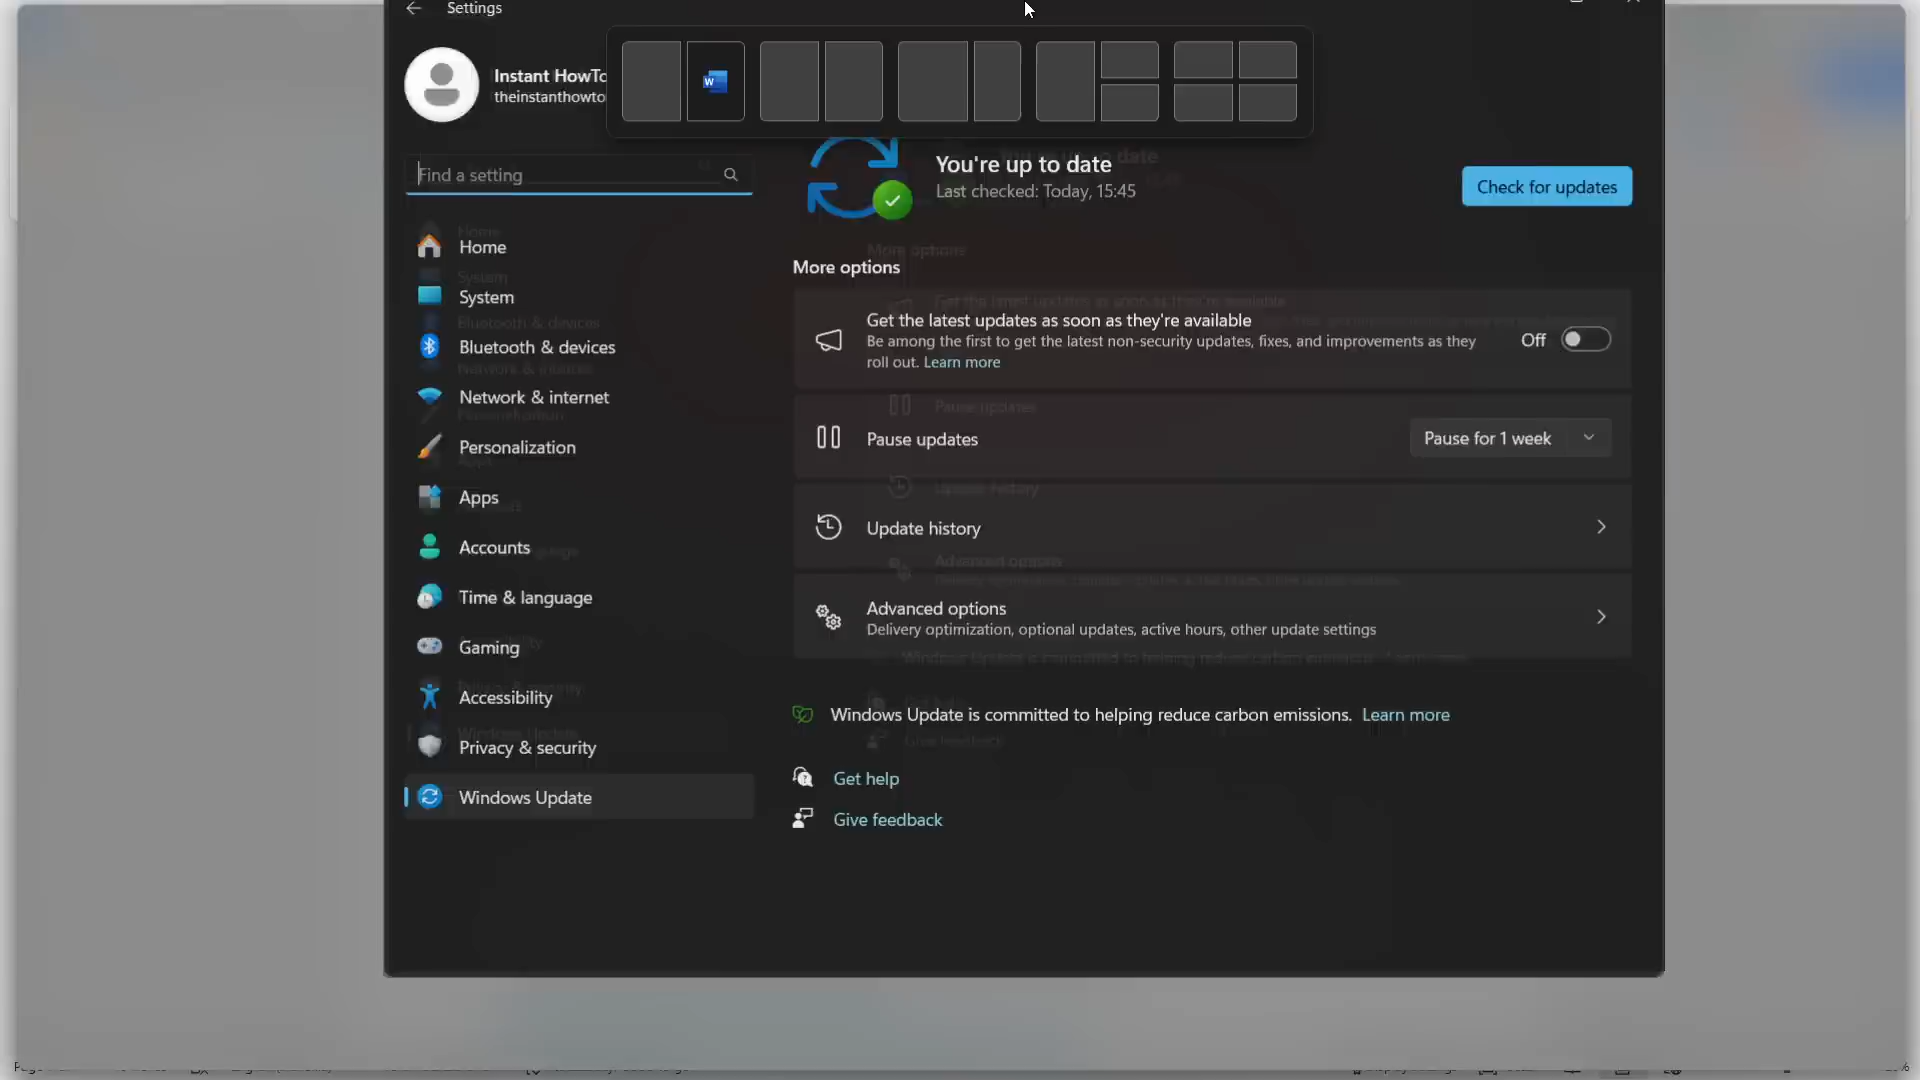 Settings
Instant HowTo
theinstanthowto
Find a setting
Home
System
Bluetooth & devices
Network & internet
Personalization
Apps
Accounts
Time & language
Gaming
Accessibility
Privacy & security
Windows Update
You're up to date
Last checked: Today, 15:45
Check for updates
More options
Get the latest updates as soon as they're available
Be among the first to get the latest non-security updates, fixes, and improvements as they
roll out. Learn more
Off
Pause updates
Pause for 1 week
Update history
Advanced options
Delivery optimization, optional updates, active hours, other update settings
Windows Update is committed to helping reduce carbon emissions. Learn more
Get help
Give feedback